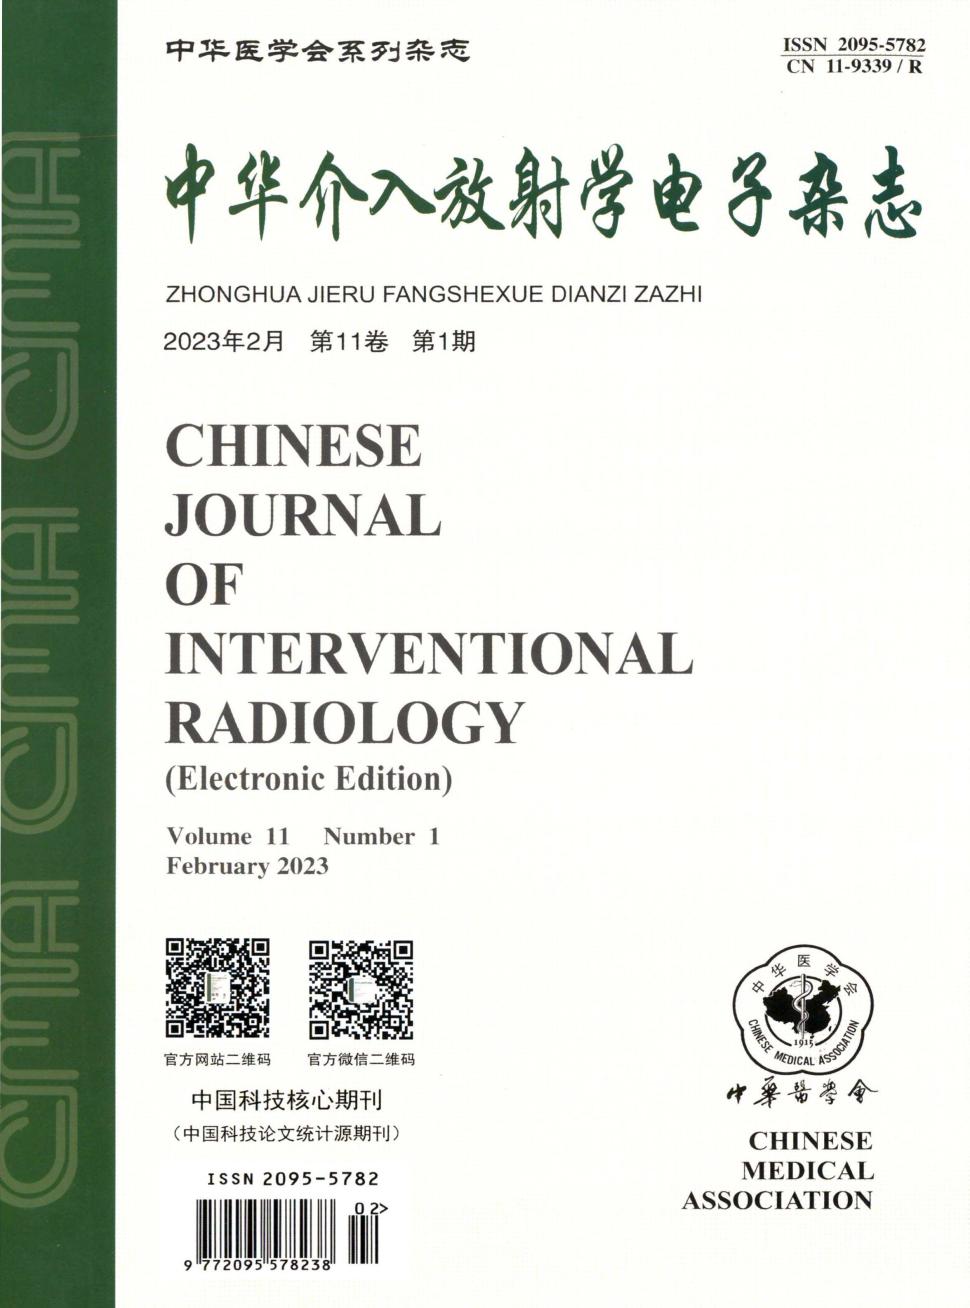 中华医学会系列杂志
ISSN 2095-5782
CN 11-9339 / R
中华介入放射学电子杂志
ZHONGHUA JIERU FANGSHEXUE DIANZI ZAZHI
2023年2月 第11卷 第1期
CHINESE
JOURNAL
OF
INTERVENTIONAL
RADIOLOGY
(Electronic Edition)
Volume 11 Number 1
February 2023
官方网站二维码
官方微信二维码
中国科技核心期刊
（中国科技论文统计源期刊）
ISSN 2095-5782
02>
9 772095 578238
中华医学会
1915
CHINESE MEDICAL ASSOCIATION
中華醫學會
CHINESE
MEDICAL
ASSOCIATION
CMA CMA CMA